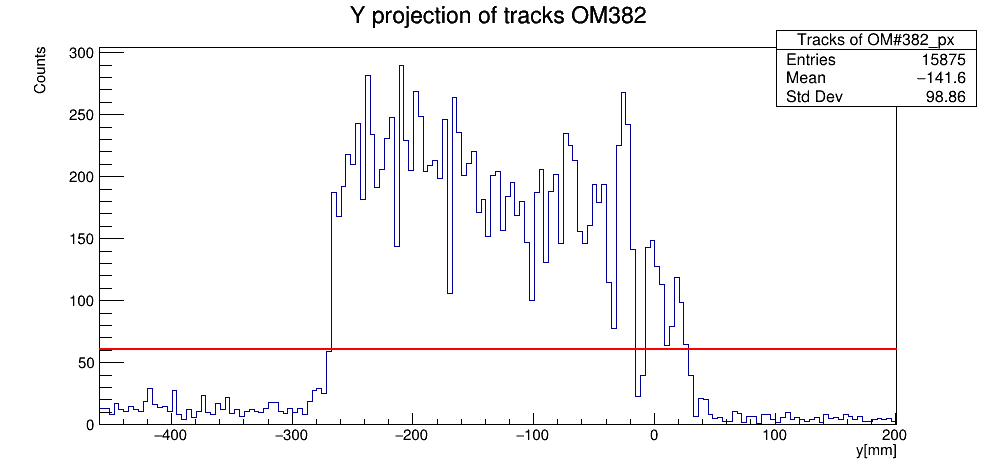 Y projection of tracks OM382
Tracks of OM#382_px
Entries 15875
Mean −141.6
Std Dev 98.86
Counts
300
250
200
150
100
50
0
−400 −300 −200 −100 0 100 200
y[mm]